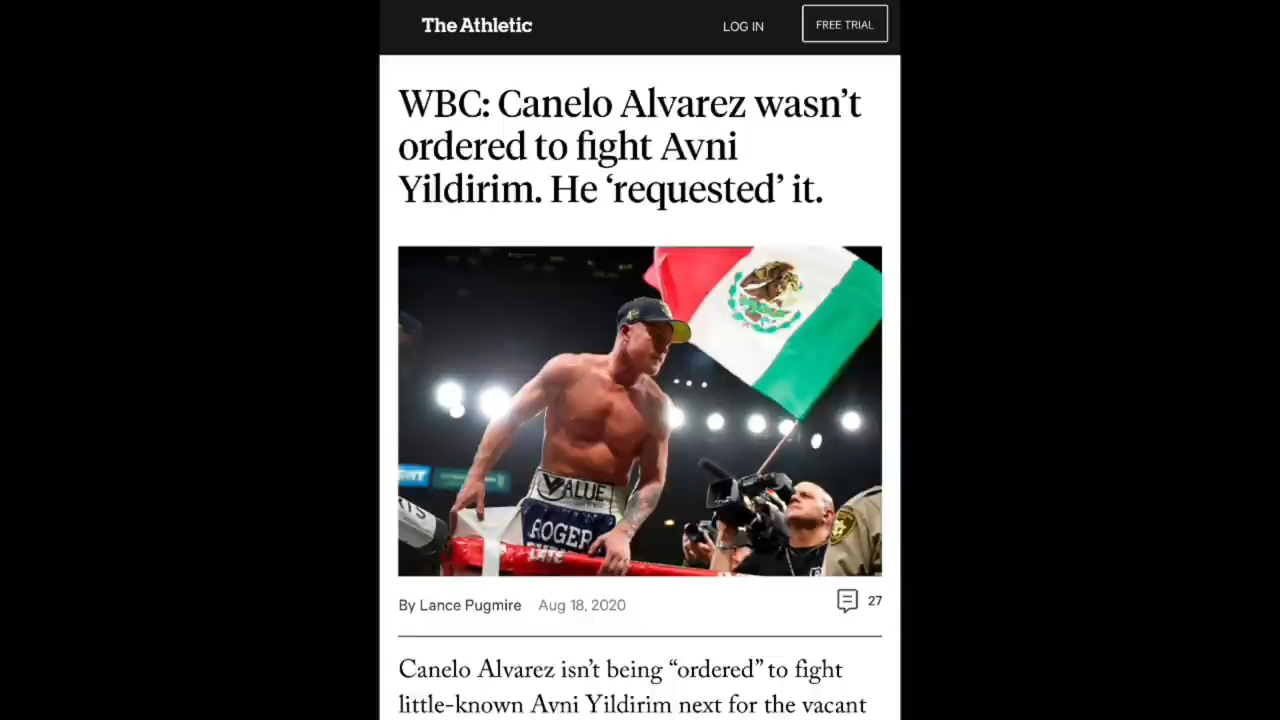 The Athletic
LOG IN
FREE TRIAL
WBC: Canelo Alvarez wasn’t
ordered to fight Avni
Yildirim. He ‘requested’ it.
VALUE
ROGER
By Lance Pugmire Aug 18, 2020
27
Canelo Alvarez isn’t being “ordered” to fight
little-known Avni Yildirim next for the vacant